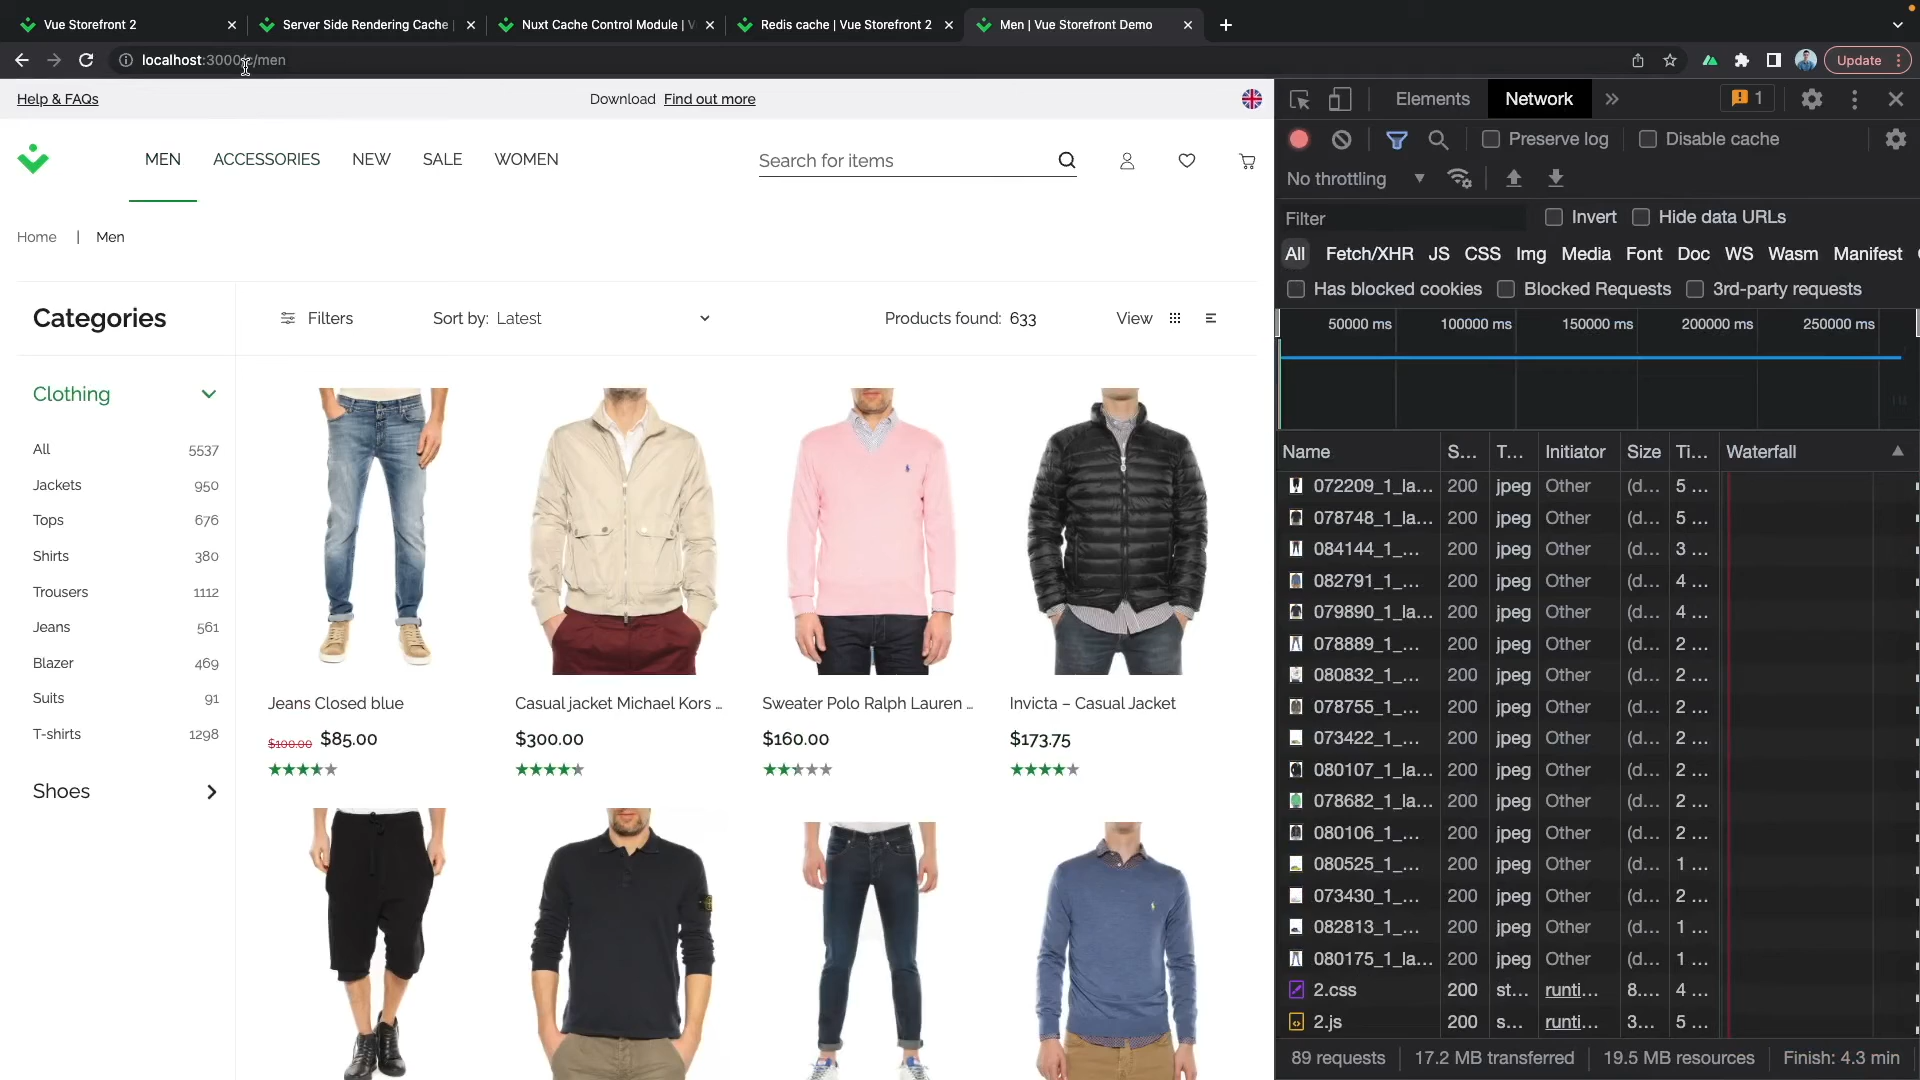 Vue Storefront 2
Server Side Rendering Cache |
Nuxt Cache Control Module | V
Redis cache | Vue Storefront 2
Men | Vue Storefront Demo
localhost:3000/c/men
Update
Help & FAQs
Download Find out more
MEN
ACCESSORIES
NEW
SALE
WOMEN
Search for items
Home | Men
Categories
Filters
Sort by: Latest
Products found: 633
View
Clothing
All 5537
Jackets 950
Tops 676
Shirts 380
Trousers 1112
Jeans 561
Blazer 469
Suits 91
T-shirts 1298
Shoes
Jeans Closed blue
$100.00 $85.00
Casual jacket Michael Kors ...
$300.00
Sweater Polo Ralph Lauren ...
$160.00
Invicta – Casual Jacket
$173.75
Elements
Network
1
Preserve log
Disable cache
No throttling
Filter
Invert
Hide data URLs
All Fetch/XHR JS CSS Img Media Font Doc WS Wasm Manifest
Has blocked cookies
Blocked Requests
3rd-party requests
50000 ms 100000 ms 150000 ms 200000 ms 250000 ms
Name S... T... Initiator Size Ti... Waterfall
072209_1_la... 200 jpeg Other (d... 5 ...
078748_1_la... 200 jpeg Other (d... 5 ...
084144_1_... 200 jpeg Other (d... 3 ...
082791_1_... 200 jpeg Other (d... 4 ...
079890_1_la... 200 jpeg Other (d... 4 ...
078889_1_... 200 jpeg Other (d... 2 ...
080832_1_... 200 jpeg Other (d... 2 ...
078755_1_... 200 jpeg Other (d... 2 ...
073422_1_... 200 jpeg Other (d... 2 ...
080107_1_la... 200 jpeg Other (d... 2 ...
078682_1_la... 200 jpeg Other (d... 2 ...
080106_1_... 200 jpeg Other (d... 2 ...
080525_1_... 200 jpeg Other (d... 1 ...
073430_1_... 200 jpeg Other (d... 2 ...
082813_1_... 200 jpeg Other (d... 1 ...
080175_1_la... 200 jpeg Other (d... 1 ...
2.css 200 st... runti... 8.... 4 ...
2.js 200 s... runti... 3... 5 ...
89 requests 17.2 MB transferred 19.5 MB resources Finish: 4.3 min